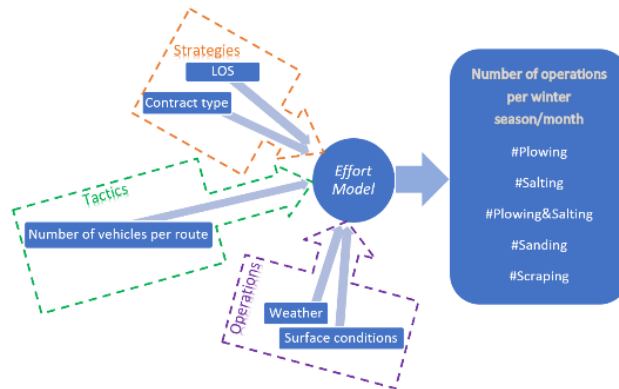 Strategies
LOS
Contract type
Tactics
Number of vehicles per route
Operations
Weather
Surface conditions
Effort
Model
Number of operations
per winter
season/month
#Plowing
#Salting
#Plowing&Salting
#Sanding
#Scraping